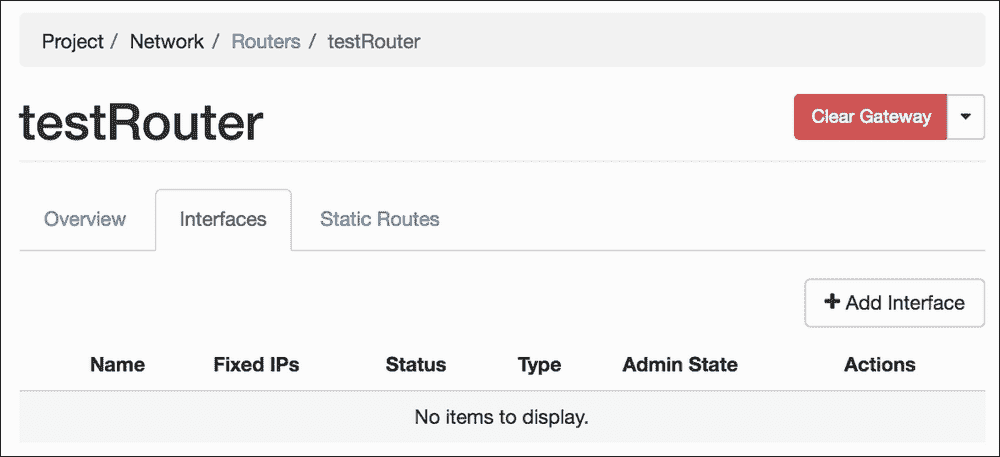 Project / Network / Routers / testRouter
testRouter
Clear Gateway
Overview Interfaces Static Routes
+ Add Interface
Name Fixed IPs Status Type Admin State Actions
No items to display.